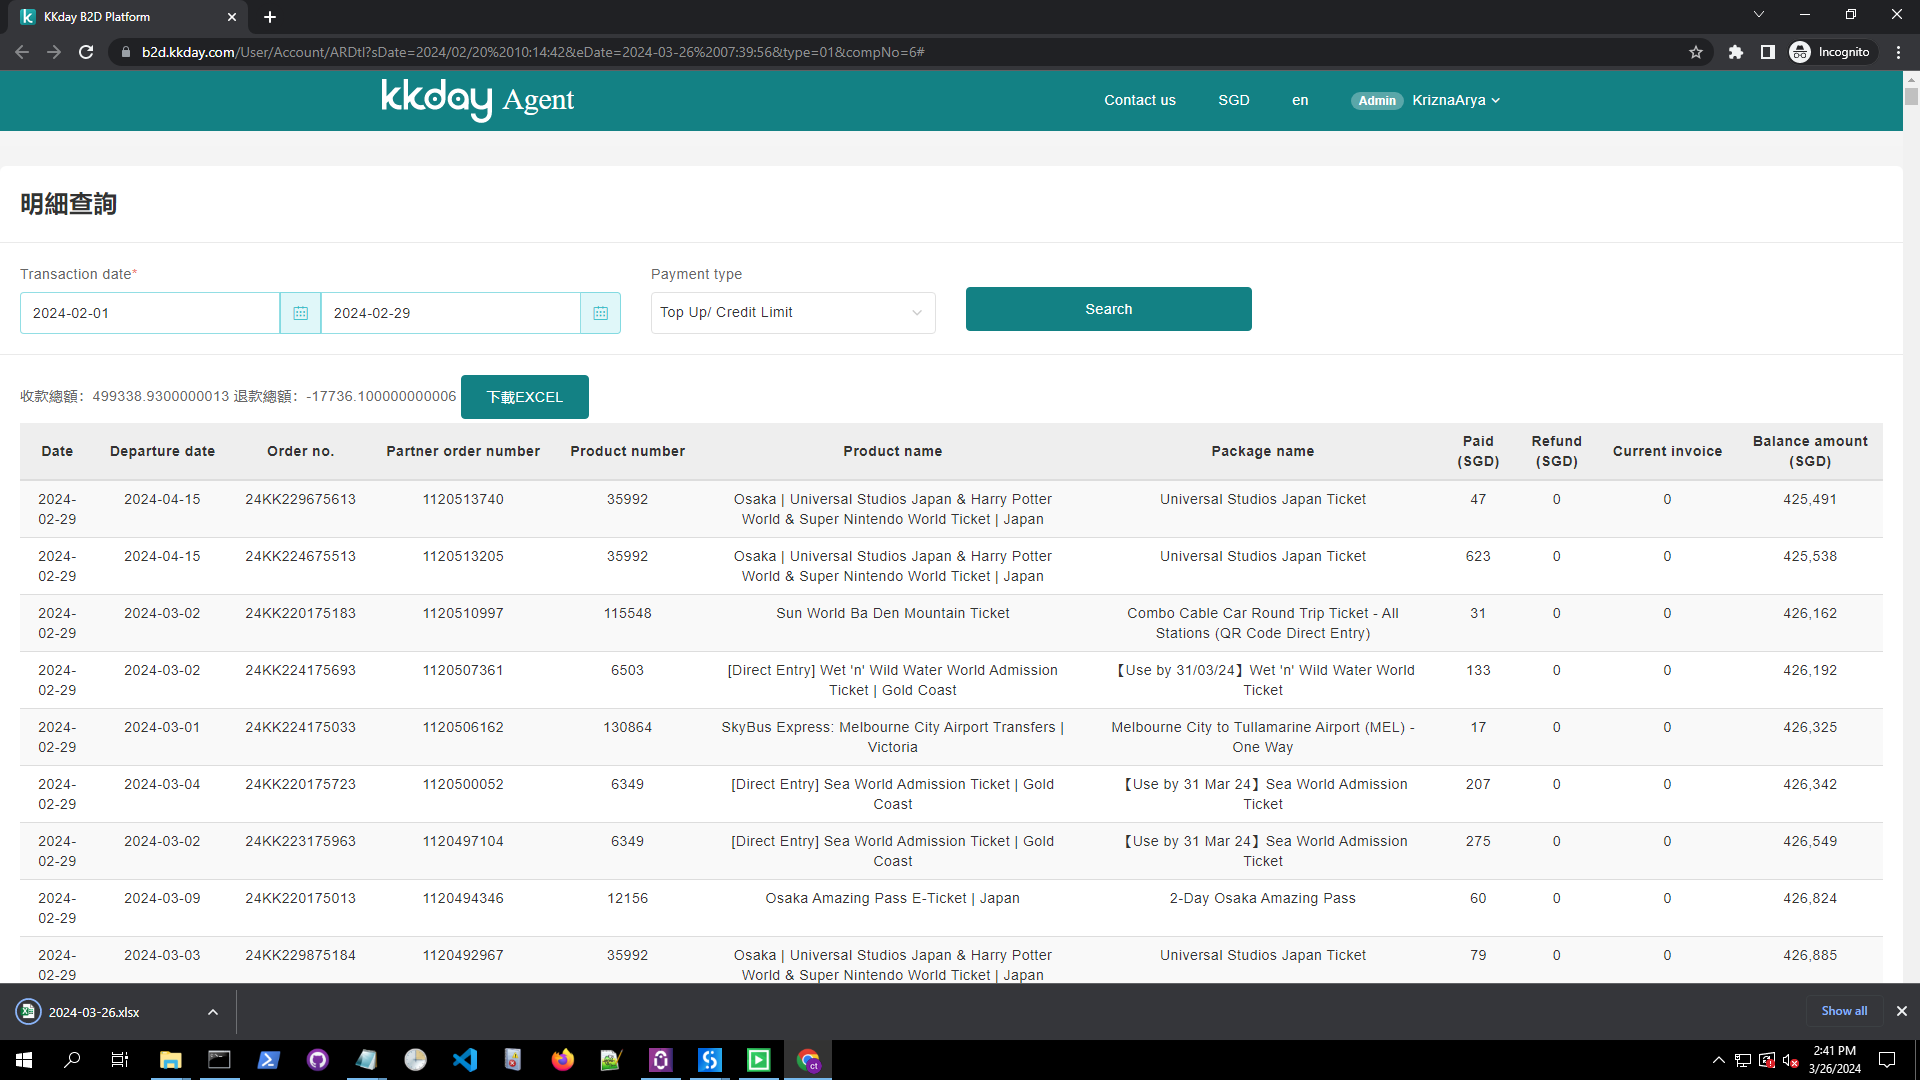 KKday B2D Platform
b2d.kkday.com/User/Account/ARDtl?sDate=2024/02/20%2010:14:42&eDate=2024-03-26%2007:39:56&type=01&compNo=6#
Incognito
kkday Agent
Contact us
SGD
en
Admin
KriznaArya
明細查詢
Transaction date*
Payment type
2024-02-01
2024-02-29
Top Up/ Credit Limit
Search
收款總額：499338.9300000013 退款總額：-17736.100000000006
下載EXCEL
Date Departure date Order no. Partner order number Product number Product name Package name Paid (SGD) Refund (SGD) Current invoice Balance amount (SGD)
2024-02-29 2024-04-15 24KK229675613 1120513740 35992 Osaka | Universal Studios Japan & Harry Potter World & Super Nintendo World Ticket | Japan Universal Studios Japan Ticket 47 0 0 425,491
2024-02-29 2024-04-15 24KK224675513 1120513205 35992 Osaka | Universal Studios Japan & Harry Potter World & Super Nintendo World Ticket | Japan Universal Studios Japan Ticket 623 0 0 425,538
2024-02-29 2024-03-02 24KK220175183 1120510997 115548 Sun World Ba Den Mountain Ticket Combo Cable Car Round Trip Ticket - All Stations (QR Code Direct Entry) 31 0 0 426,162
2024-02-29 2024-03-02 24KK224175693 1120507361 6503 [Direct Entry] Wet 'n' Wild Water World Admission Ticket | Gold Coast 【Use by 31/03/24】Wet 'n' Wild Water World Ticket 133 0 0 426,192
2024-02-29 2024-03-01 24KK224175033 1120506162 130864 SkyBus Express: Melbourne City Airport Transfers | Victoria Melbourne City to Tullamarine Airport (MEL) - One Way 17 0 0 426,325
2024-02-29 2024-03-04 24KK220175723 1120500052 6349 [Direct Entry] Sea World Admission Ticket | Gold Coast 【Use by 31 Mar 24】Sea World Admission Ticket 207 0 0 426,342
2024-02-29 2024-03-02 24KK223175963 1120497104 6349 [Direct Entry] Sea World Admission Ticket | Gold Coast 【Use by 31 Mar 24】Sea World Admission Ticket 275 0 0 426,549
2024-02-29 2024-03-09 24KK220175013 1120494346 12156 Osaka Amazing Pass E-Ticket | Japan 2-Day Osaka Amazing Pass 60 0 0 426,824
2024-02-29 2024-03-03 24KK229875184 1120492967 35992 Osaka | Universal Studios Japan & Harry Potter World & Super Nintendo World Ticket | Japan Universal Studios Japan Ticket 79 0 0 426,885
2024-03-26.xlsx
Show all
2:41 PM
3/26/2024